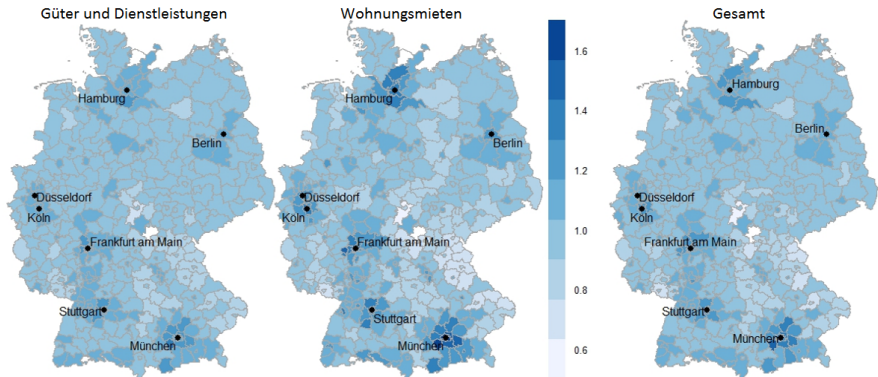 Güter und Dienstleistungen
Hamburg
Berlin
Düsseldorf
Köln
Frankfurt am Main
Stuttgart
München
Wohnungsmieten
Hamburg
Berlin
Düsseldorf
Köln
Frankfurt am Main
Stuttgart
München
1.6
1.4
1.2
1.0
0.8
0.6
Gesamt
Hamburg
Berlin
Düsseldorf
Köln
Frankfurt am Main
Stuttgart
München